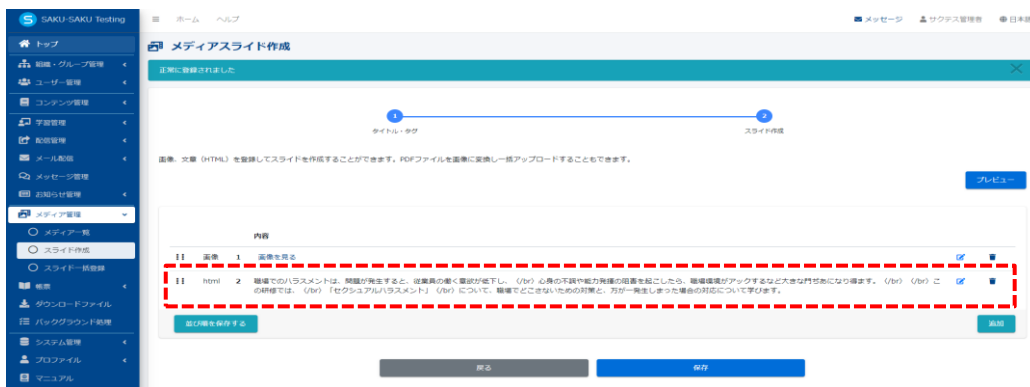 SAKU-SAKU Testing
ホーム ヘルプ
メッセージ サクテス管理者 日本語
トップ
組織・グループ管理
ユーザー管理
コンテンツ管理
学習管理
配信管理
メール配信
メッセージ管理
お知らせ管理
メディア管理
メディア一覧
スライド作成
スライド一括登録
帳票
ダウンロードファイル
バックグラウンド処理
システム管理
プロファイル
マニュアル
メディアスライド作成
正常に登録されました
1 2
タイトル・タグ スライド作成
画像、文章（HTML）を登録してスライドを作成することができます。PDFファイルを画像に変換し一括アップロードすることもできます。
プレビュー
内容
画像 1 画像を見る
html 2 職場でのハラスメントは、問題が発生すると、従業員の働く意欲が低下し、〈/br〉心身の不調や能力発揮の阻害を起こしたら、職場環境がアックするなど大きな問題になり得ます。〈/br〉〈/br〉こ
の研修では、〈/br〉「セクシュアルハラスメント」〈/br〉について、職場でどこさないための対策と、万が一発生しまった場合の対応について学びます。
並び順を保存する 追加
戻る 保存